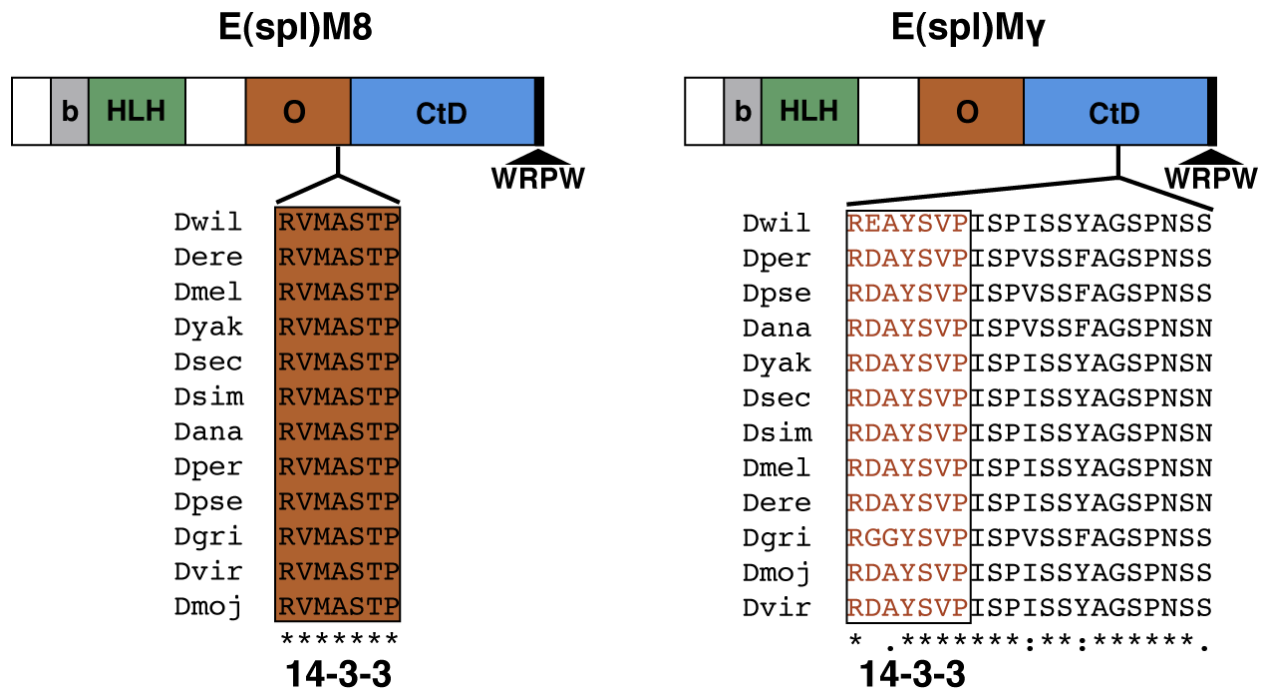 E(spl)M8
b HLH O CtD
WRPW
Dwil RVMASTP
Dere RVMASTP
Dmel RVMASTP
Dyak RVMASTP
Dsec RVMASTP
Dsim RVMASTP
Dana RVMASTP
Dper RVMASTP
Dpse RVMASTP
Dgri RVMASTP
Dvir RVMASTP
Dmoj RVMASTP
*******
14-3-3
E(spl)Mγ
b HLH O CtD
WRPW
Dwil REAYSVPISPISSYAGSPNSS
Dper RDAYSVPISPVSSFAGSPNSS
Dpse RDAYSVPISPVSSFAGSPNSS
Dana RDAYSVPISPVSSFAGSPNSN
Dyak RDAYSVPISPISSYAGSPNSN
Dsec RDAYSVPISPISSYAGSPNSN
Dsim RDAYSVPISPISSYAGSPNSN
Dmel RDAYSVPISPISSYAGSPNSN
Dere RDAYSVPISPISSYAGSPNSN
Dgri RGGYSVPISPVSSFAGSPNSS
Dmoj RDAYSVPISPISSYAGSPNSS
Dvir RDAYSVPISPISSYAGSPNSS
* .*******:**:******.
14-3-3